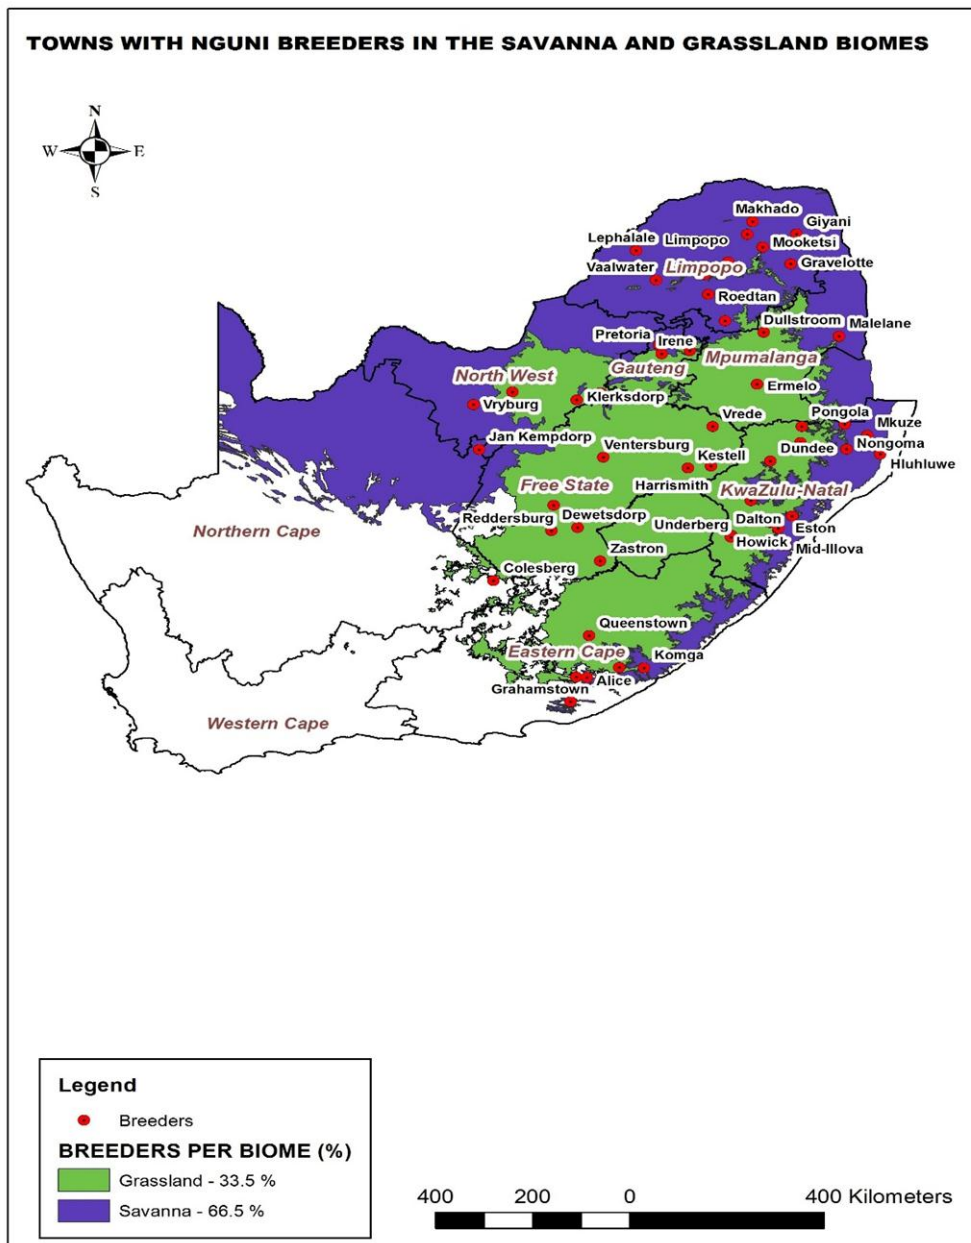 TOWNS WITH NGUNI BREEDERS IN THE SAVANNA AND GRASSLAND BIOMES
N
W E
S
Makhado
Giyani
Lephalale
Limpopo
Mooketsi
Limpopo
Gravelotte
Vaalwater
Roedtan
Dullstroom
Malelane
Pretoria
Irene
Mpumalanga
Gauteng
North West
Ermelo
Klerksdorp
Vryburg
Vrede
Pongola
Mkuze
Jan Kempdorp
Ventersburg
Dundee
Nongoma
Kestell
Hluhluwe
Harrismith
Free State
KwaZulu-Natal
Reddersburg
Dewetsdorp
Underberg
Dalton
Eston
Northern Cape
Howick
Mid-Illova
Zastron
Colesberg
Queenstown
Eastern Cape
Komga
Alice
Grahamstown
Western Cape
Legend
Breeders
BREEDERS PER BIOME (%)
Grassland - 33.5 %
Savanna - 66.5 %
400 200 0 400 Kilometers